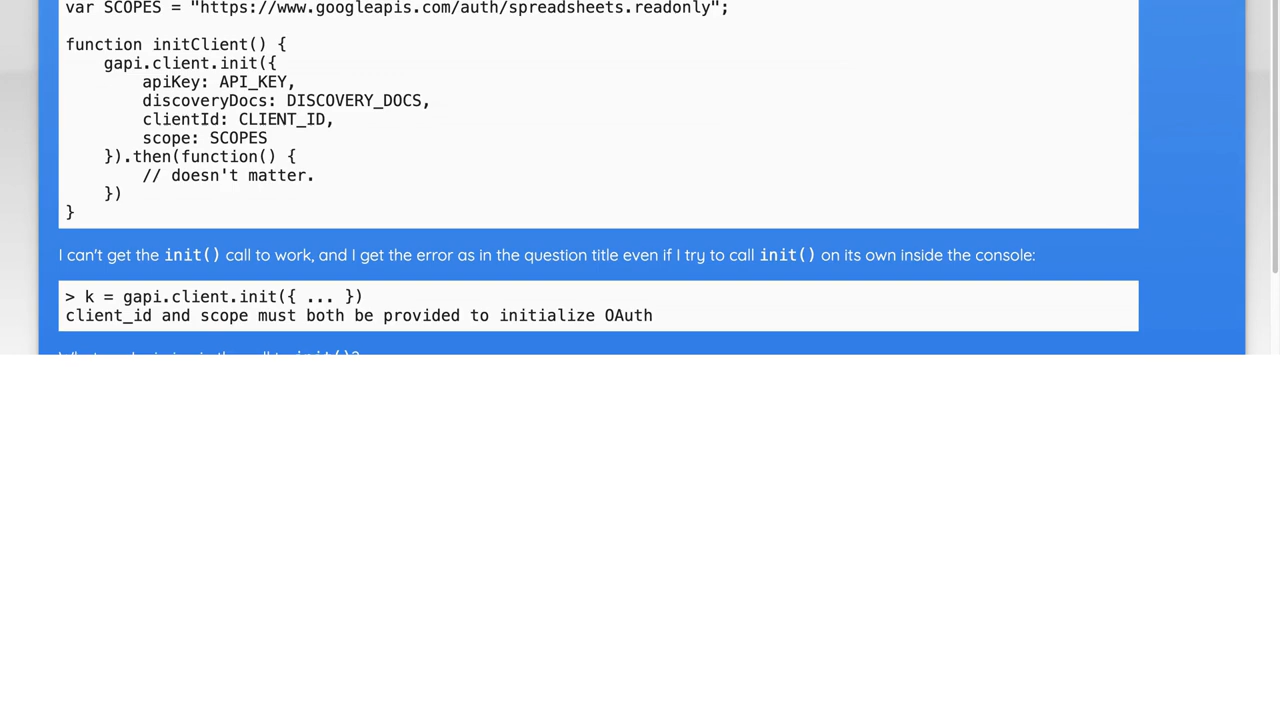 var SCOPES = "https://www.googleapis.com/auth/spreadsheets.readonly";
function initClient() {
    gapi.client.init({
        apiKey: API_KEY,
        discoveryDocs: DISCOVERY_DOCS,
        clientId: CLIENT_ID,
        scope: SCOPES
    }).then(function() {
        // doesn't matter.
    })
}
I can't get the init() call to work, and I get the error as in the question title even if I try to call init() on its own inside the console:
> k = gapi.client.init({ ... })
client_id and scope must both be provided to initialize OAuth
init()?